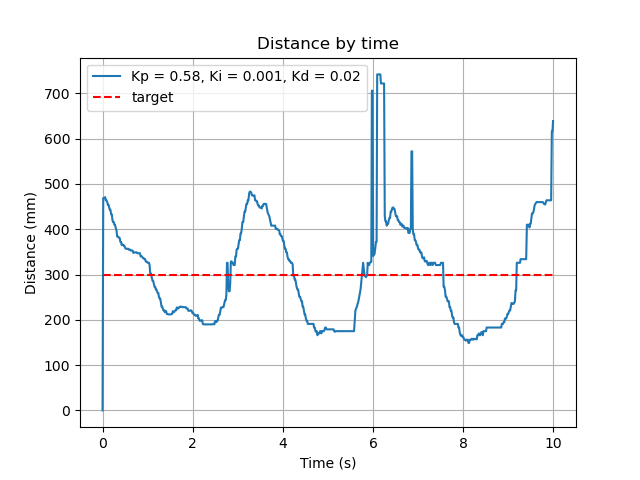 Distance by time
Kp = 0.58, Ki = 0.001, Kd = 0.02
target
Distance (mm)
700
600
500
400
300
200
100
0
0 2 4 6 8 10
Time (s)